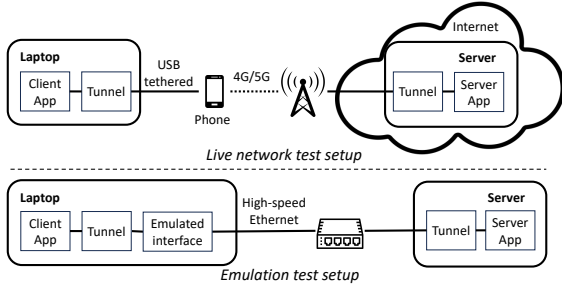 Internet
Laptop
Client
App
Tunnel
USB
tethered
Phone
4G/5G
Server
Tunnel
Server
App
Live network test setup
Laptop
Client
App
Tunnel
Emulated
interface
High-speed
Ethernet
Server
Tunnel
Server
App
Emulation test setup